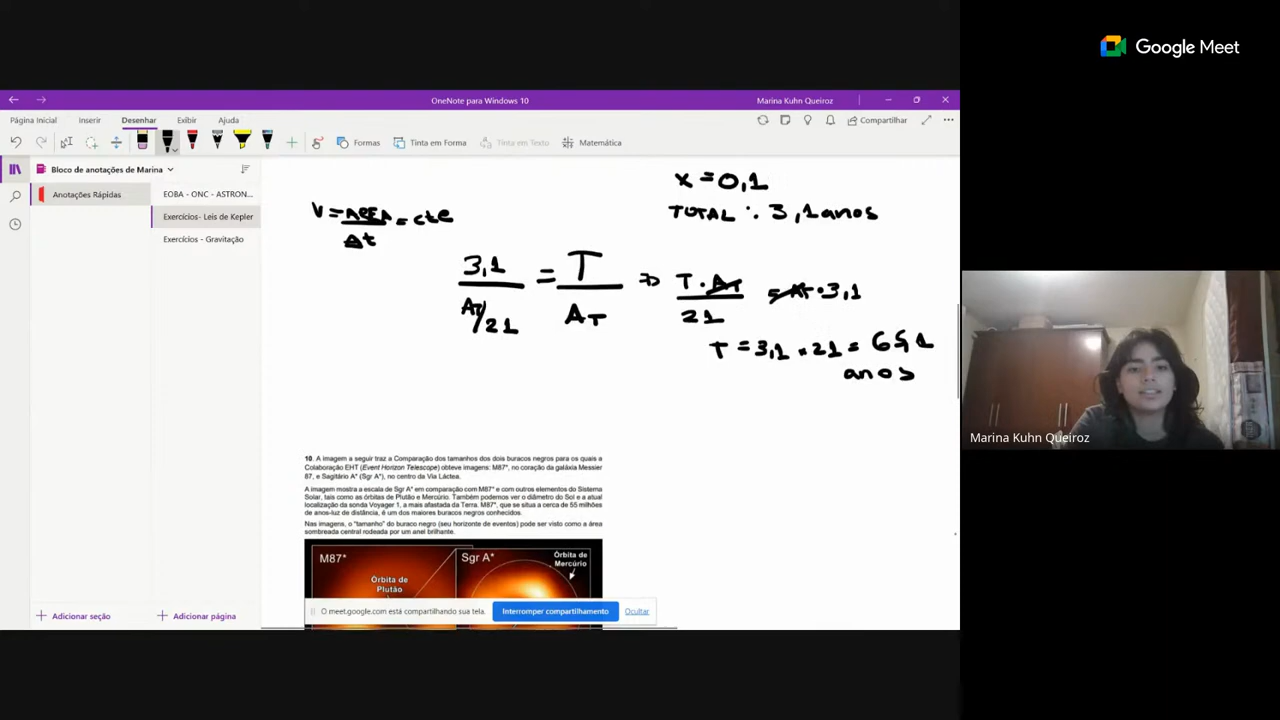 Google Meet
OneNote para Windows 10
Marina Kuhn Queiroz
Página Inicial
Inserir
Desenhar
Exibir
Ajuda
Compartilhar
Formas
Tinta em Forma
Tinta em Texto
Matemática
Bloco de anotações de Marina
Anotações Rápidas
EOBA - ONC - ASTRON...
Exercícios- Leis de Kepler
Exercícios - Gravitação
x = 0,1
TOTAL ∴ 3,1 anos
V = ÁREA / Δt = cte
3,1 / AT/21 = T / AT => T · AT / 21 = AT · 3,1
T = 3,1 × 21 = 65,1
anos
Marina Kuhn Queiroz
10. A imagem a seguir traz a Comparação dos tamanhos dos dois buracos negros para os quais a
Colaboração EHT (Event Horizon Telescope) obteve imagens: M87*, no coração da galáxia Messier
87, e Sagitário A* (Sgr A*), no centro da Via Láctea.
A imagem mostra a escala de Sgr A* em comparação com M87* e com outros elementos do Sistema
Solar, tais como as órbitas de Plutão e Mercúrio. Também podemos ver o diâmetro do Sol e a atual
localização da sonda Voyager 1, a mais afastada da Terra. M87*, que se situa a cerca de 55 milhões
de anos-luz de distância, é um dos maiores buracos negros conhecidos.
Nas imagens, o "tamanho" do buraco negro (seu horizonte de eventos) pode ser visto como a área
sombreada central rodeada por um anel brilhante.
M87*
Órbita de
Plutão
Sgr A*
Órbita de
Mercúrio
O meet.google.com está compartilhando sua tela.
Interromper compartilhamento
Ocultar
Adicionar seção
Adicionar página